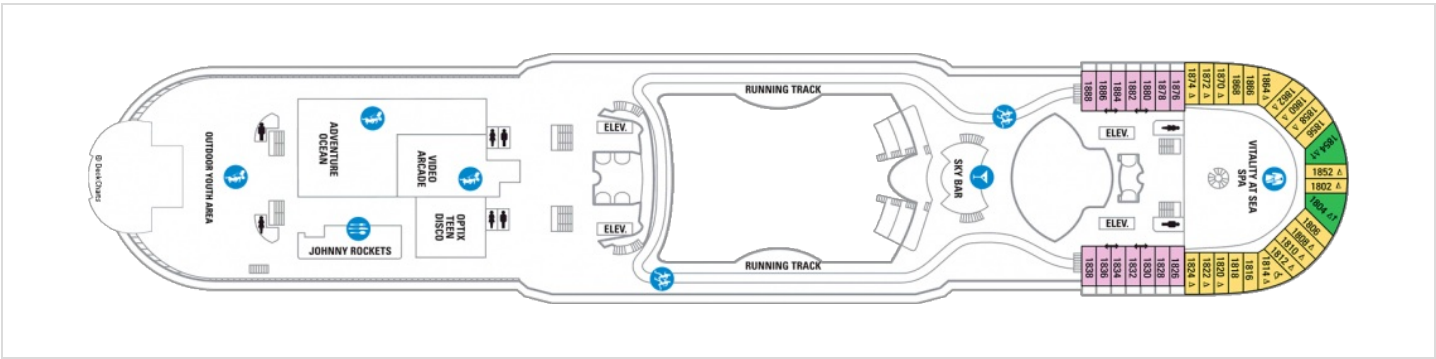 © DeckCharts
OUTDOOR YOUTH AREA
ADVENTURE
OCEAN
VIDEO
ARCADE
OPTIX
TEEN
DISCO
JOHNNY ROCKETS
ELEV.
ELEV.
RUNNING TRACK
RUNNING TRACK
SKY BAR
ELEV.
ELEV.
VITALITY AT SEA
SPA
1888
1886
1884
1882
1880
1878
1876
1874
1872
1870
1868
1866
1864
1862
1860
1858
1856
1854
1852
1802
1804
1806
1808
1810
1812
1814
1816
1818
1820
1822
1824
1826
1828
1830
1832
1834
1836
1838